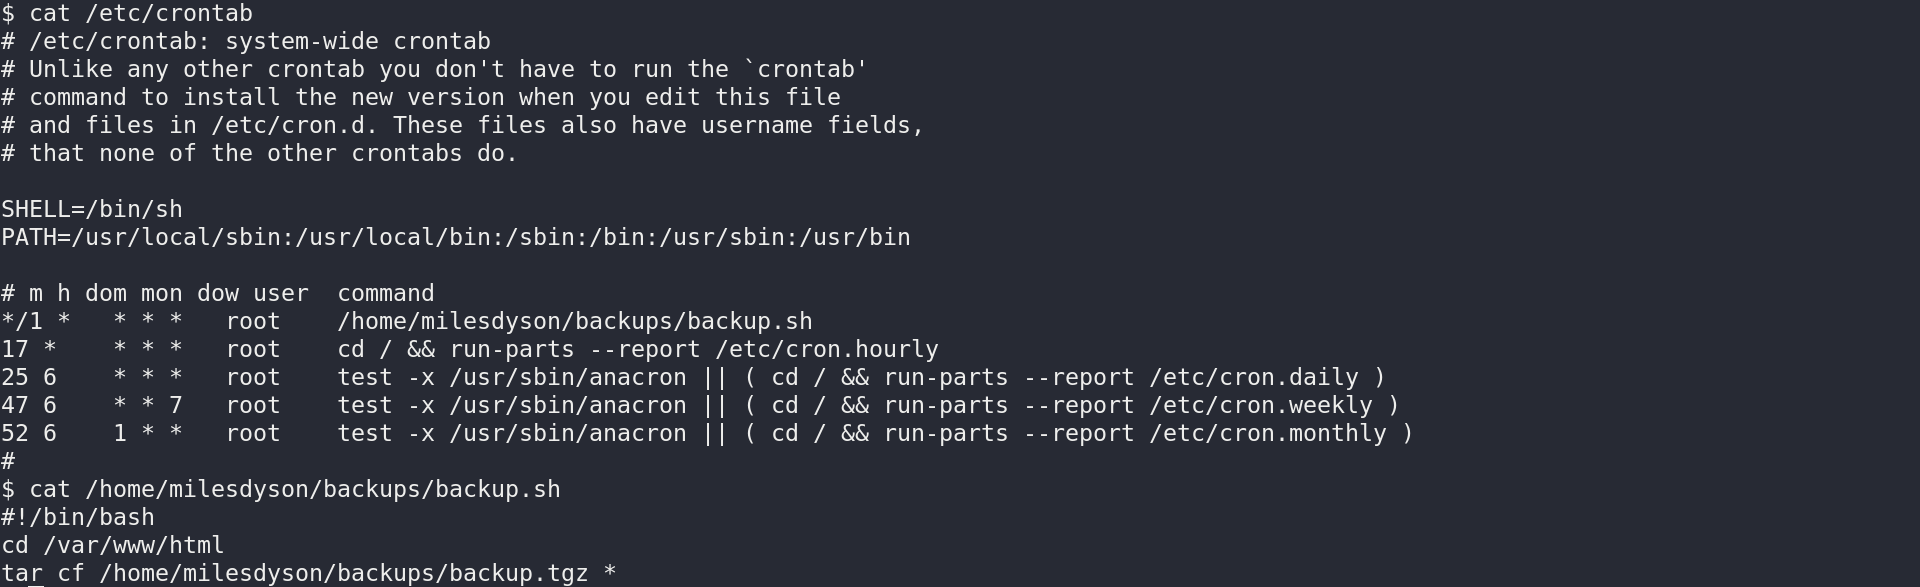 $ cat /etc/crontab
# /etc/crontab: system-wide crontab
# Unlike any other crontab you don't have to run the `crontab'
# command to install the new version when you edit this file
# and files in /etc/cron.d. These files also have username fields,
# that none of the other crontabs do.

SHELL=/bin/sh
PATH=/usr/local/sbin:/usr/local/bin:/sbin:/bin:/usr/sbin:/usr/bin

# m h dom mon dow user  command
*/1 *   * * *   root    /home/milesdyson/backups/backup.sh
17 *    * * *   root    cd / && run-parts --report /etc/cron.hourly
25 6    * * *   root    test -x /usr/sbin/anacron || ( cd / && run-parts --report /etc/cron.daily )
47 6    * * 7   root    test -x /usr/sbin/anacron || ( cd / && run-parts --report /etc/cron.weekly )
52 6    1 * *   root    test -x /usr/sbin/anacron || ( cd / && run-parts --report /etc/cron.monthly )
#
$ cat /home/milesdyson/backups/backup.sh
#!/bin/bash
cd /var/www/html
tar cf /home/milesdyson/backups/backup.tgz *